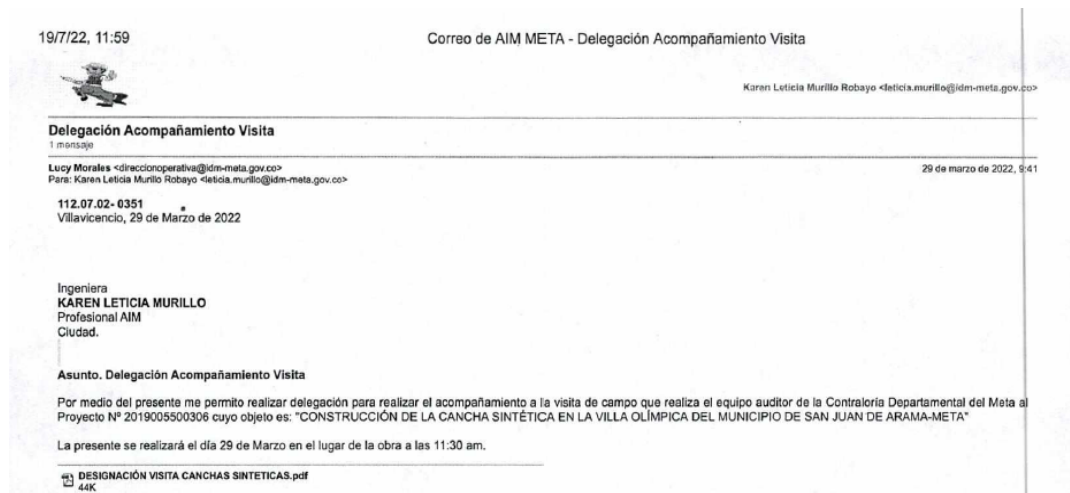 19/7/22, 11:59
Correo de AIM META - Delegación Acompañamiento Visita
Karen Leticia Murillo Robayo <leticia.murillo@idm-meta.gov.co>
Delegación Acompañamiento Visita
1 mensaje
Lucy Morales <direccionoperativa@idm-meta.gov.co>
29 de marzo de 2022, 9:41
Para: Karen Leticia Murillo Robayo <leticia.murillo@idm-meta.gov.co>
112.07.02- 0351
Villavicencio, 29 de Marzo de 2022
Ingeniera
KAREN LETICIA MURILLO
Profesional AIM
Ciudad.
Asunto. Delegación Acompañamiento Visita
Por medio del presente me permito realizar delegación para realizar el acompañamiento a la visita de campo que realiza el equipo auditor de la Contraloría Departamental del Meta al
Proyecto Nº 2019005500306 cuyo objeto es: "CONSTRUCCIÓN DE LA CANCHA SINTÉTICA EN LA VILLA OLÍMPICA DEL MUNICIPIO DE SAN JUAN DE ARAMA-META"
La presente se realizará el día 29 de Marzo en el lugar de la obra a las 11:30 am.
DESIGNACIÓN VISITA CANCHAS SINTETICAS.pdf
44K